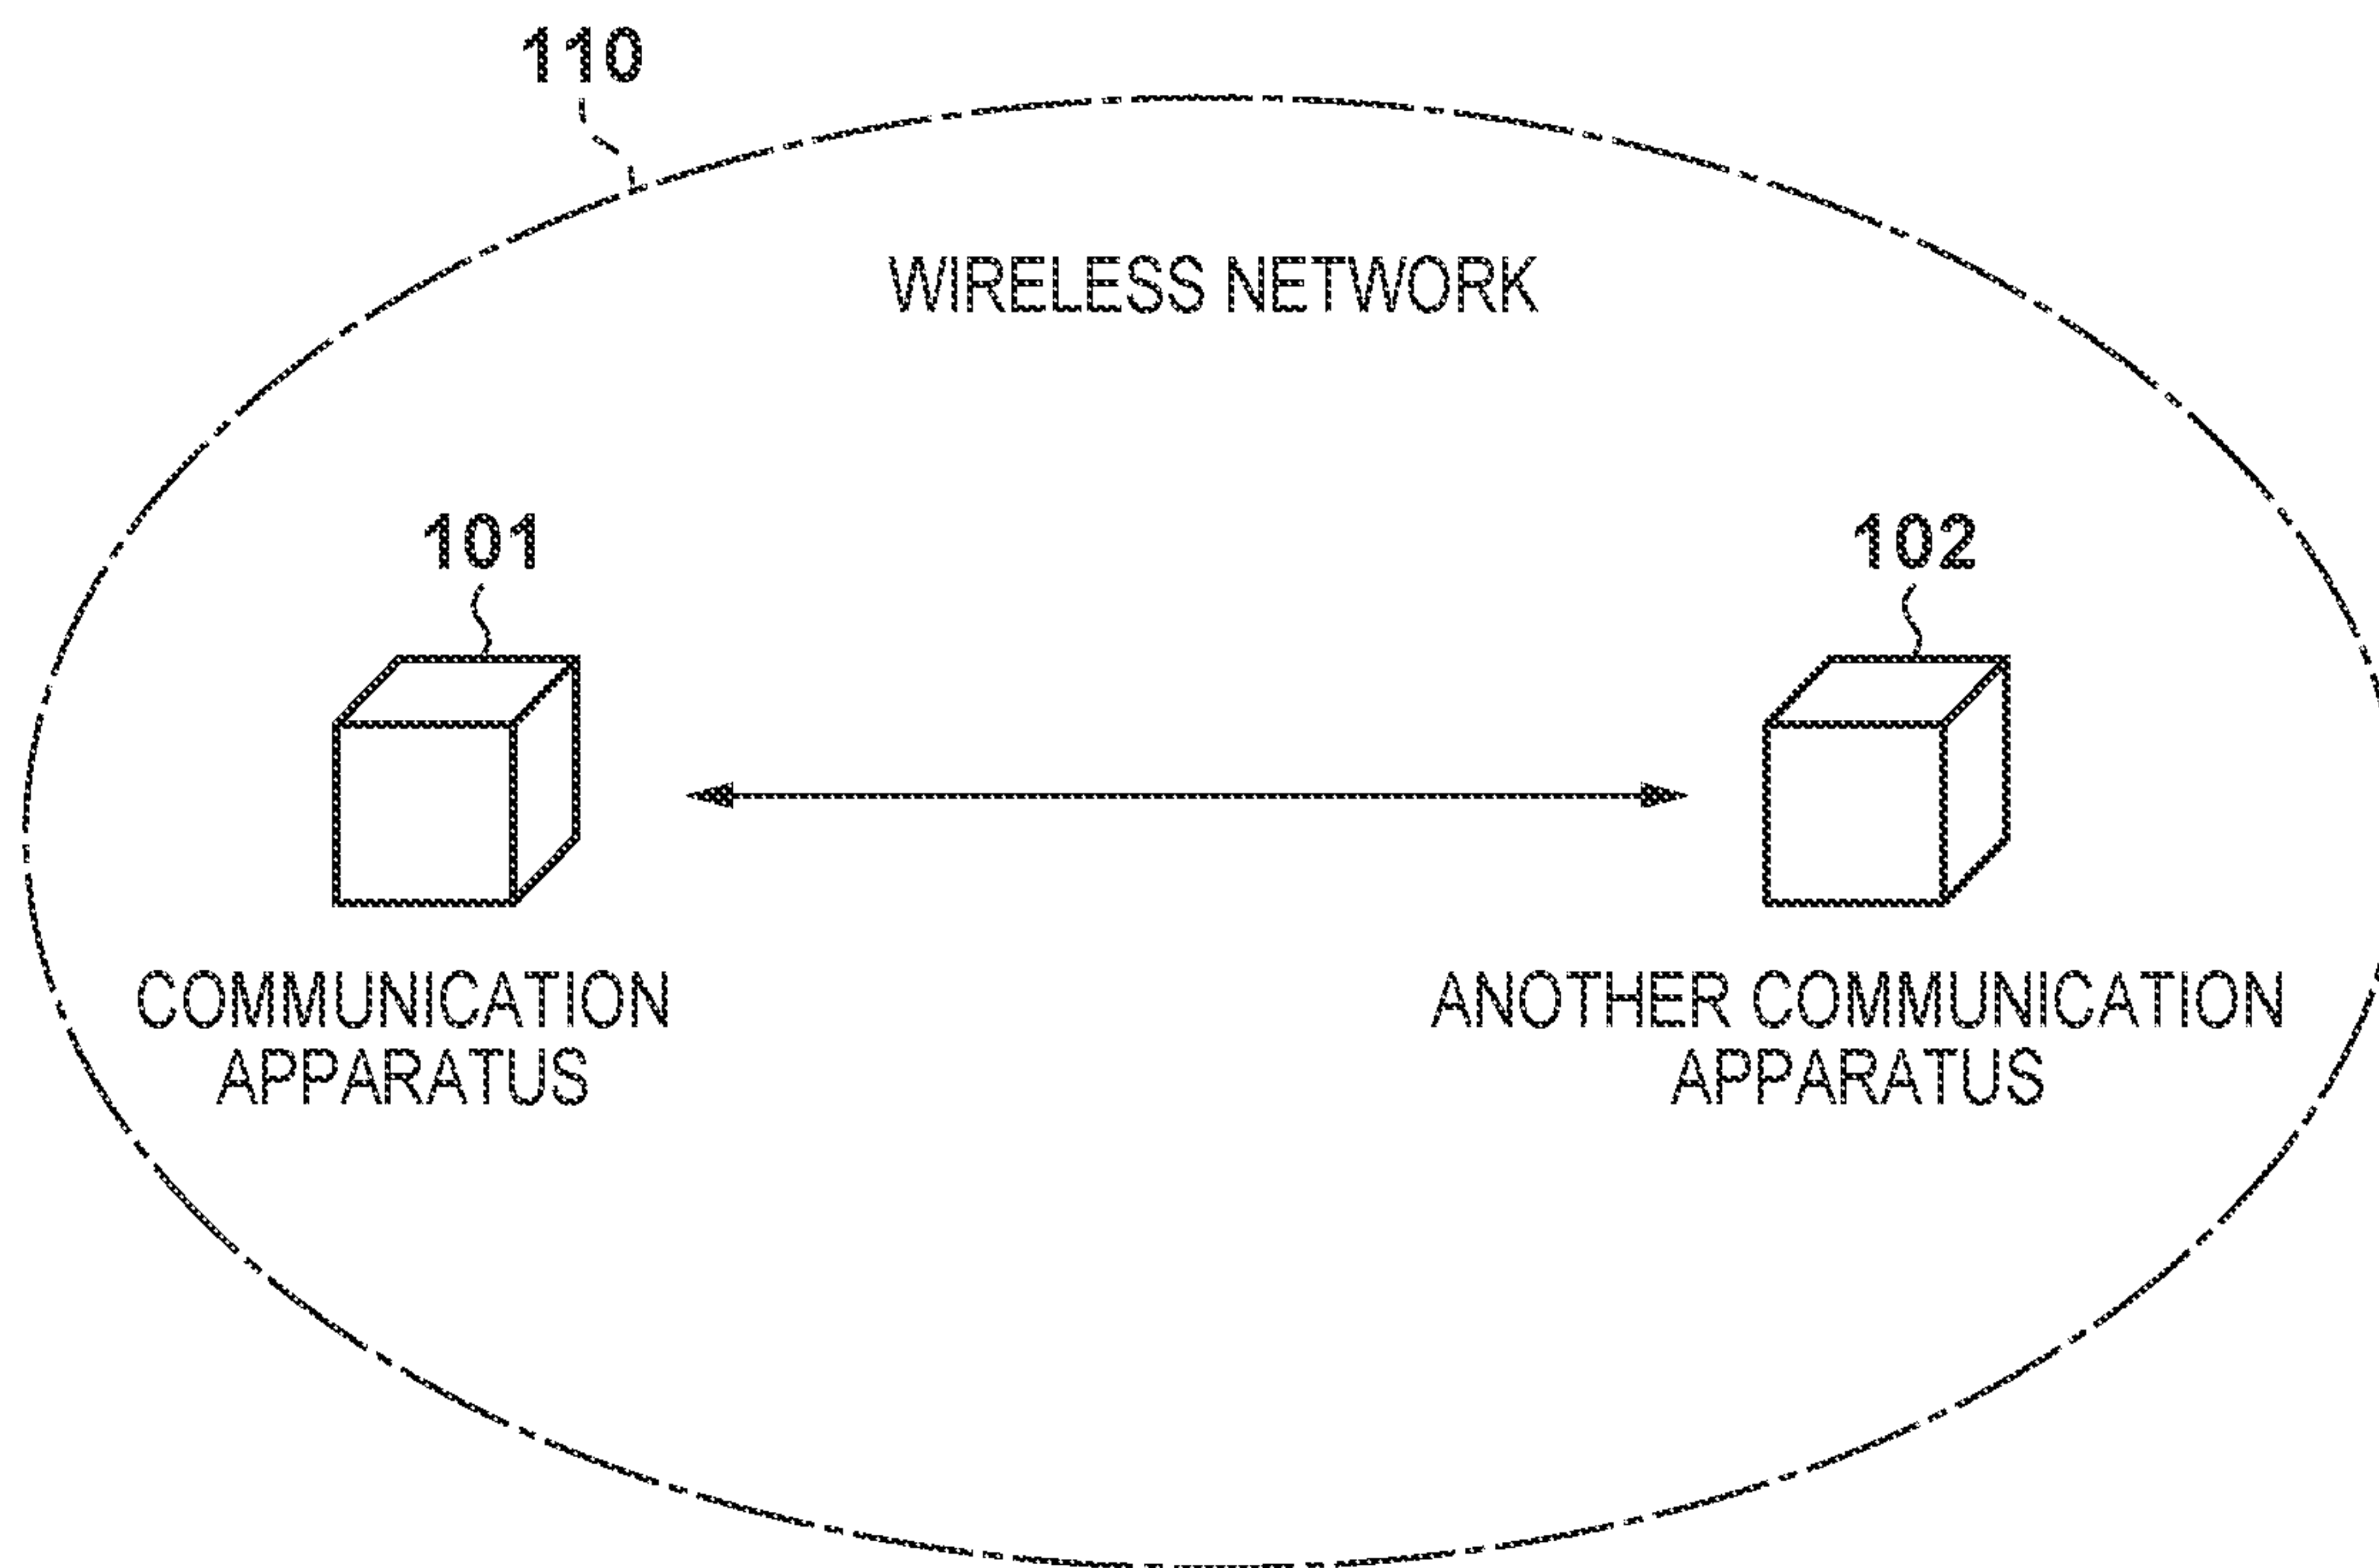 110
WIRELESS NETWORK
101
102
COMMUNICATION
APPARATUS
ANOTHER COMMUNICATION
APPARATUS